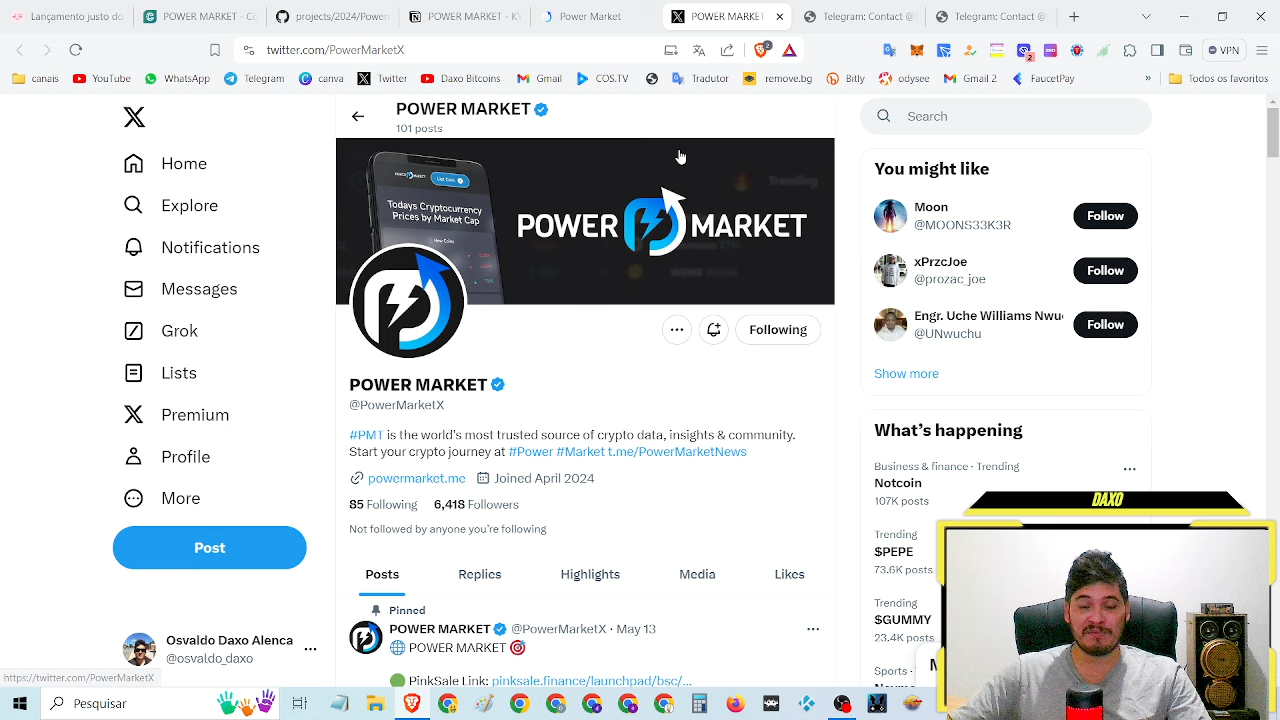 Lançamento justo do
Criptomoedas: Preços
projects/2024/Power
POWER MARKET - K
Power Market
POWER MARKET
Telegram: Contact @
Telegram: Contact @
twitter.com/PowerMarketX
2
VPN
canais
YouTube
WhatsApp
Telegram
canva
Twitter
Daxo Bitcoins
Gmail
COS.TV
Tradutor
remove.bg
Bitly
odysee
Gmail 2
FaucetPay
»
Todos os favoritos
POWER MARKET
101 posts
Search
Home
Explore
Notifications
Messages
Grok
Lists
Premium
Profile
More
Post
Osvaldo Daxo Alenca
@osvaldo_daxo
Todays Cryptocurrency
Prices by Market Cap
New Coins
Trending
POWER MARKET
Following
POWER MARKET
@PowerMarketX
#PMT is the world's most trusted source of crypto data, insights & community.
Start your crypto journey at #Power #Market t.me/PowerMarketNews
powermarket.me Joined April 2024
85 Following 6,418 Followers
Not followed by anyone you're following
Posts Replies Highlights Media Likes
Pinned
POWER MARKET @PowerMarketX · May 13
POWER MARKET
PinkSale Link: pinksale.finance/launchpad/bsc/...
You might like
Moon
@MOONS33K3R
Follow
xPrzcJoe
@prozac_joe
Follow
Engr. Uche Williams Nwu
@UNwuchu
Follow
Show more
What's happening
Business & finance · Trending
Notcoin
107K posts
Trending
$PEPE
73.6K posts
Trending
$GUMMY
23.4K posts
Sports ·
DAXO
https://twitter.com/PowerMarketX
Pesquisar